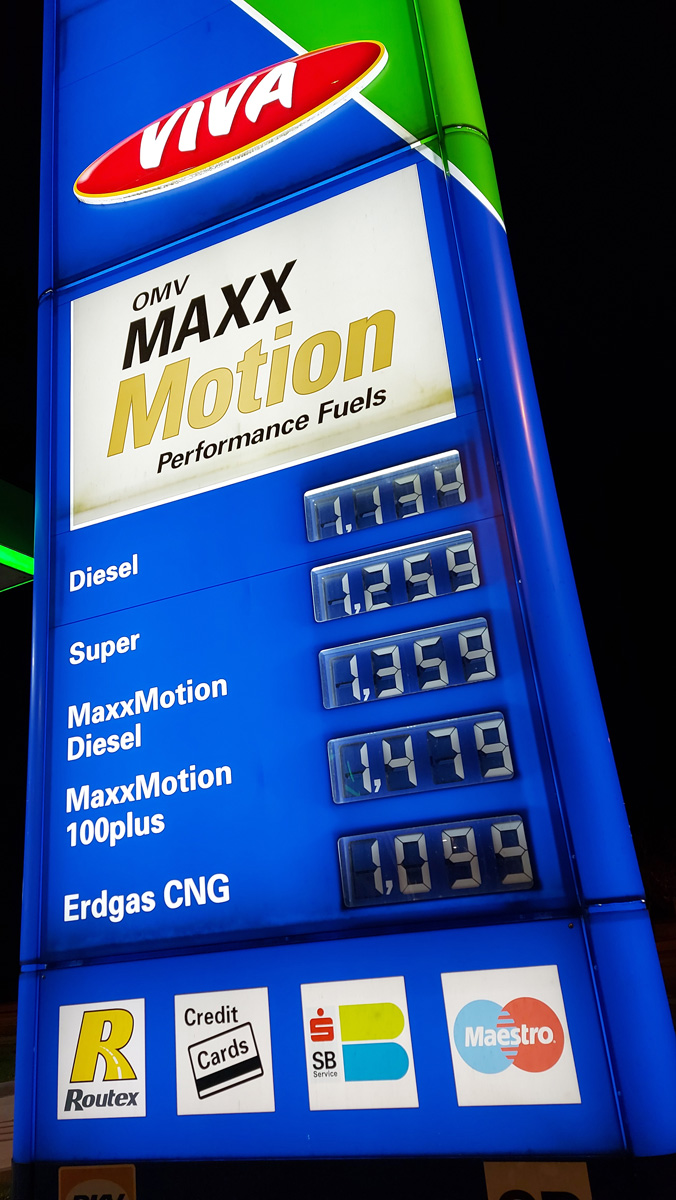 VIVA
OMV
MAXX
Motion
Performance Fuels
Diesel 1,134
Super 1,259
MaxxMotion
Diesel 1,359
MaxxMotion
100plus 1,479
Erdgas CNG 1,099
Routex
Credit
Cards
SB
Service
Maestro